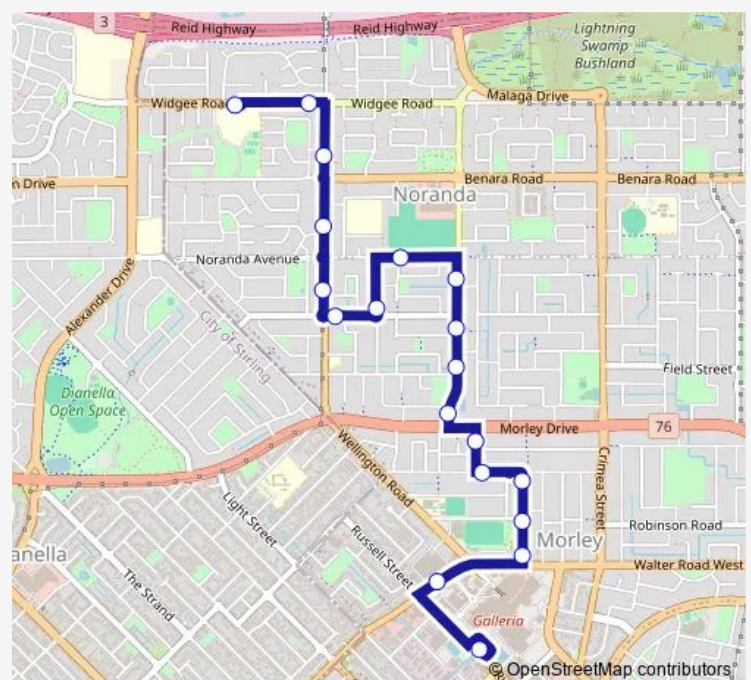 3
Reid Highway
Reid Highway
Lightning
Swamp
Bushland
Widgee Roa
Widgee Road
Malaga Drive
n Drive
Benara Road
Benara Road
Noranda
Noranda Avenue
Alexander Drive
City of Stirling
Field Street
Dianella
Open Space
Morley Drive
76
Wellington Road
Crimea Street
Light Street
Russell Street
Robinson Road
Morley
anella
The Strand
Walter Road West
Galleria
© OpenStreetMap contributors